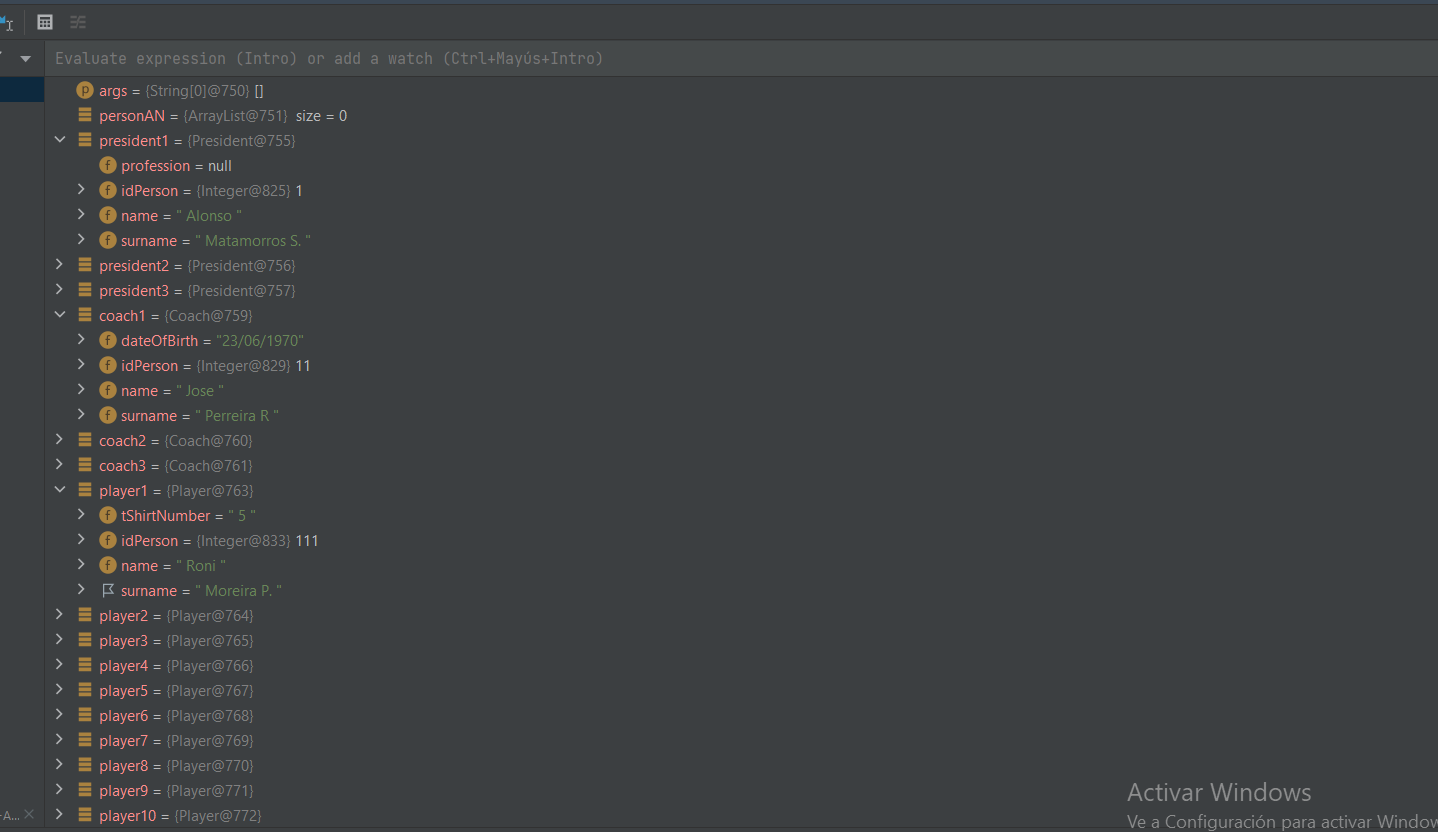 Evaluate expression (Intro) or add a watch (Ctrl+Mayús+Intro)
p args = {String[0]@750} []
personAN = {ArrayList@751} size = 0
president1 = {President@755}
f profession = null
f idPerson = {Integer@825} 1
f name = " Alonso "
f surname = " Matamorros S. "
president2 = {President@756}
president3 = {President@757}
coach1 = {Coach@759}
f dateOfBirth = "23/06/1970"
f idPerson = {Integer@829} 11
f name = " Jose "
f surname = " Perreira R "
coach2 = {Coach@760}
coach3 = {Coach@761}
player1 = {Player@763}
f tShirtNumber = " 5 "
f idPerson = {Integer@833} 111
f name = " Roni "
surname = " Moreira P. "
player2 = {Player@764}
player3 = {Player@765}
player4 = {Player@766}
player5 = {Player@767}
player6 = {Player@768}
player7 = {Player@769}
player8 = {Player@770}
player9 = {Player@771}
player10 = {Player@772}
-A...
Activar Windows
Ve a Configuración para activar Window